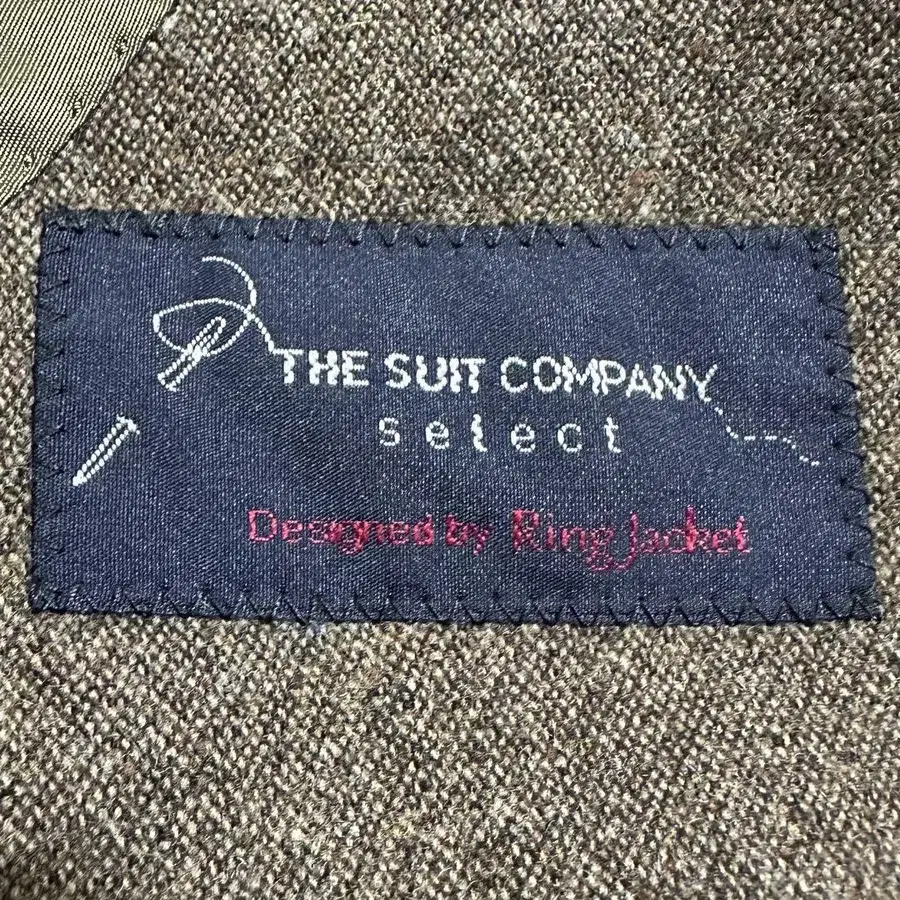 THE SUIT COMPANY
select
Designed by Ring Jacket